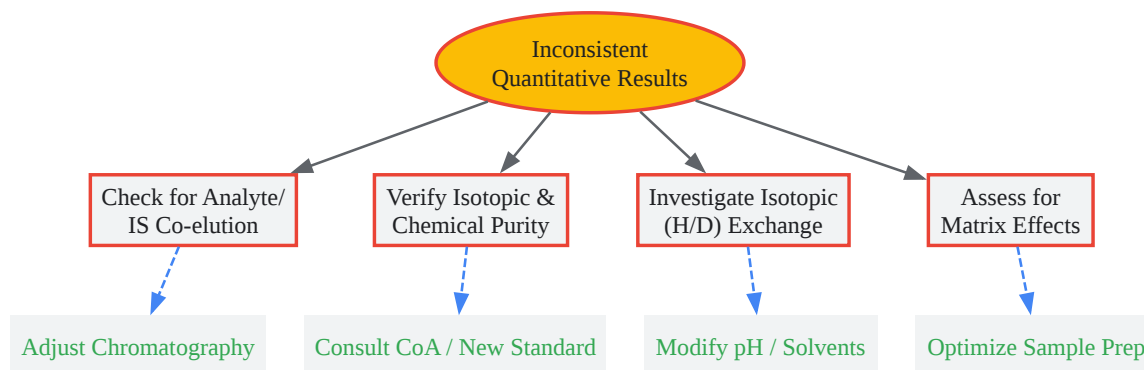 Inconsistent
Quantitative Results
Check for Analyte/
IS Co-elution
Verify Isotopic &
Chemical Purity
Investigate Isotopic
(H/D) Exchange
Assess for
Matrix Effects
Adjust Chromatography
Consult CoA / New Standard
Modify pH / Solvents
Optimize Sample Prep